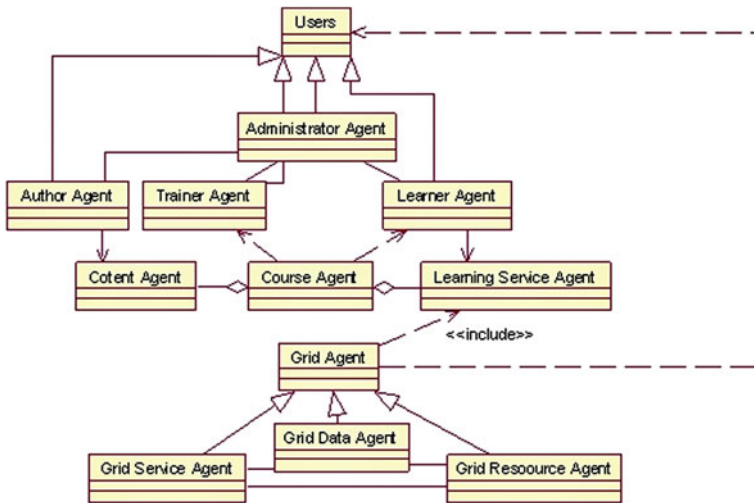 Users
Administrator Agent
Author Agent
Trainer Agent
Learner Agent
Cotent Agent
Course Agent
Learning Service Agent
<<include>>
Grid Agent
Grid Data Agent
Grid Service Agent
Grid Resoource Agent